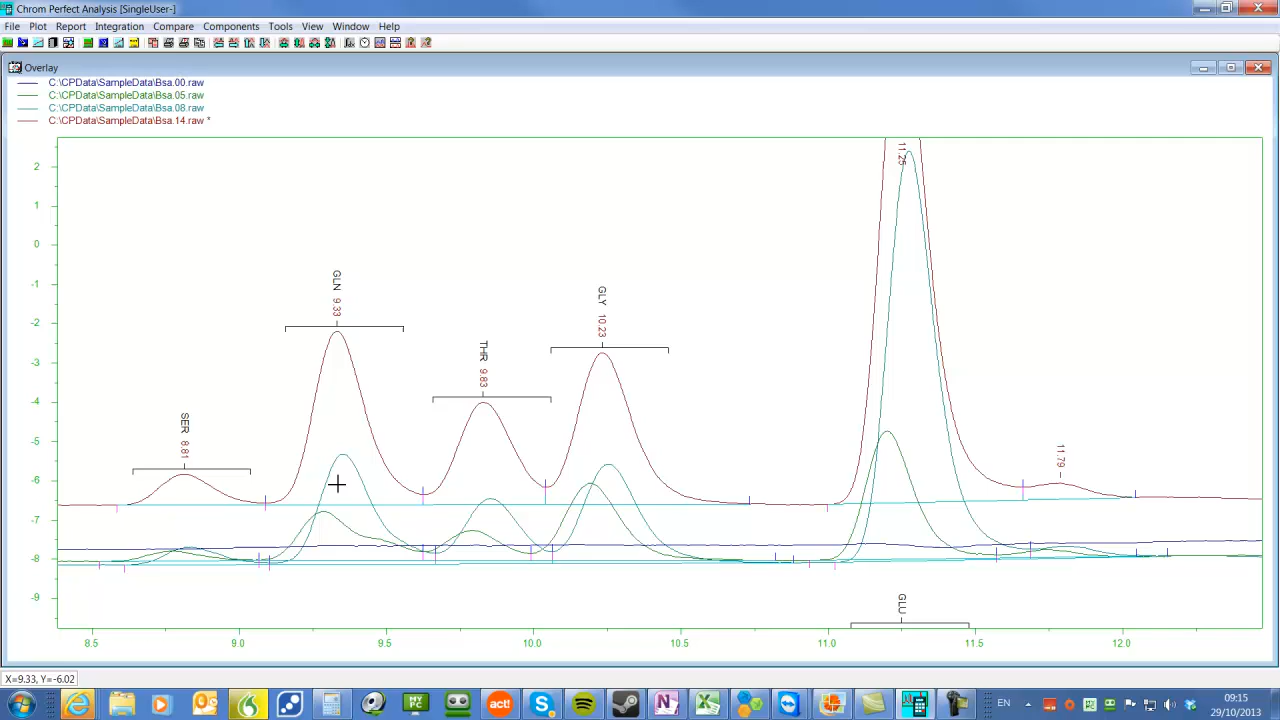 Chrom Perfect Analysis [SingleUser-]
File Plot Report Integration Compare Components Tools View Window Help
Overlay
C:\CPData\SampleData\Bsa.00.raw
C:\CPData\SampleData\Bsa.05.raw
C:\CPData\SampleData\Bsa.08.raw
C:\CPData\SampleData\Bsa.14.raw *
2
1
0
-1
-2
-3
-4
-5
-6
-7
-8
-9
SER 8.81
GLN 9.33
THR 9.83
GLY 10.23
11.25
11.79
GLU
8.5 9.0 9.5 10.0 10.5 11.0 11.5 12.0
X=9.33, Y=-6.02
MY PC
act!
EN
09:15
29/10/2013